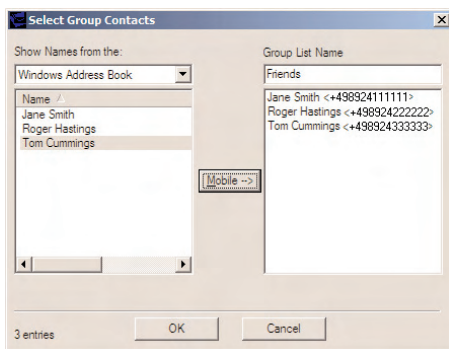 Select Group Contacts
Show Names from the:
Group List Name
Windows Address Book
Friends
Name
Jane Smith
Roger Hastings
Tom Cummings
Jane Smith <+498924111111>
Roger Hastings <+498924222222>
Tom Cummings <+498924333333>
Mobile -->
3 entries
OK
Cancel